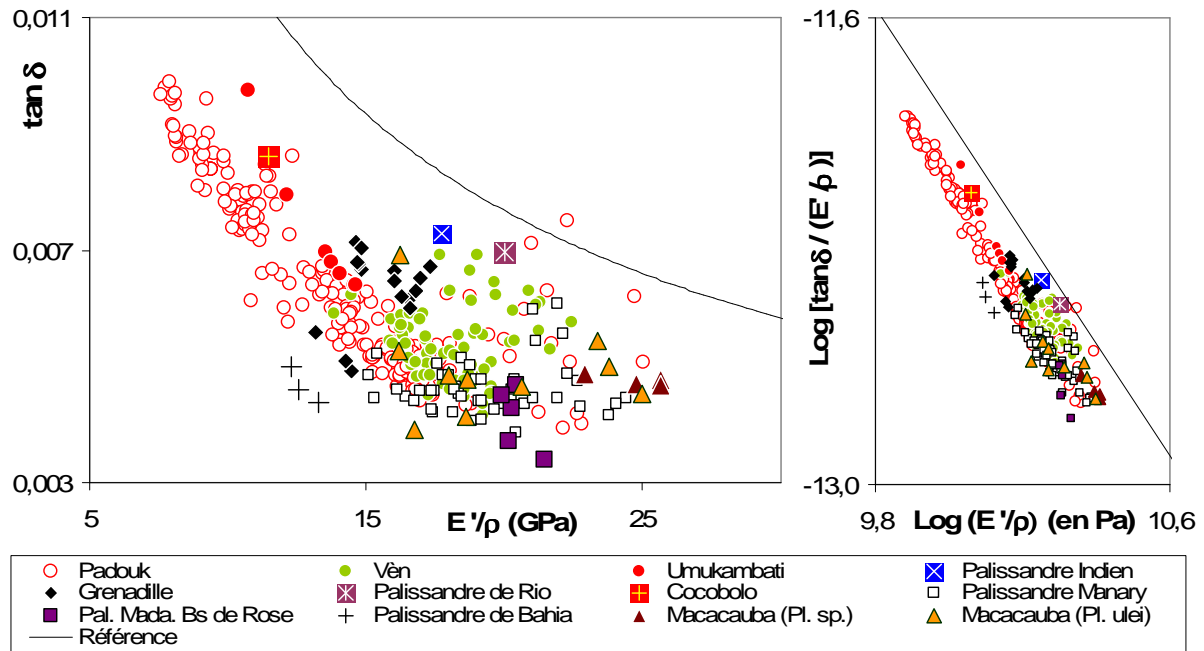 0,011
tan δ
0,007
0,003
5
15
25
E'/ρ (GPa)
-11,6
Log [tanδ / (E'/ρ)]
-13,0
9,8
Log (E'/ρ) (en Pa)
10,6
Padouk
Vèn
Umukambati
Palissandre Indien
Grenadille
Palissandre de Rio
Cocobolo
Palissandre Manary
Pal. Mada. Bs de Rose
Palissandre de Bahia
Macacauba (Pl. sp.)
Macacauba (Pl. ulei)
Référence